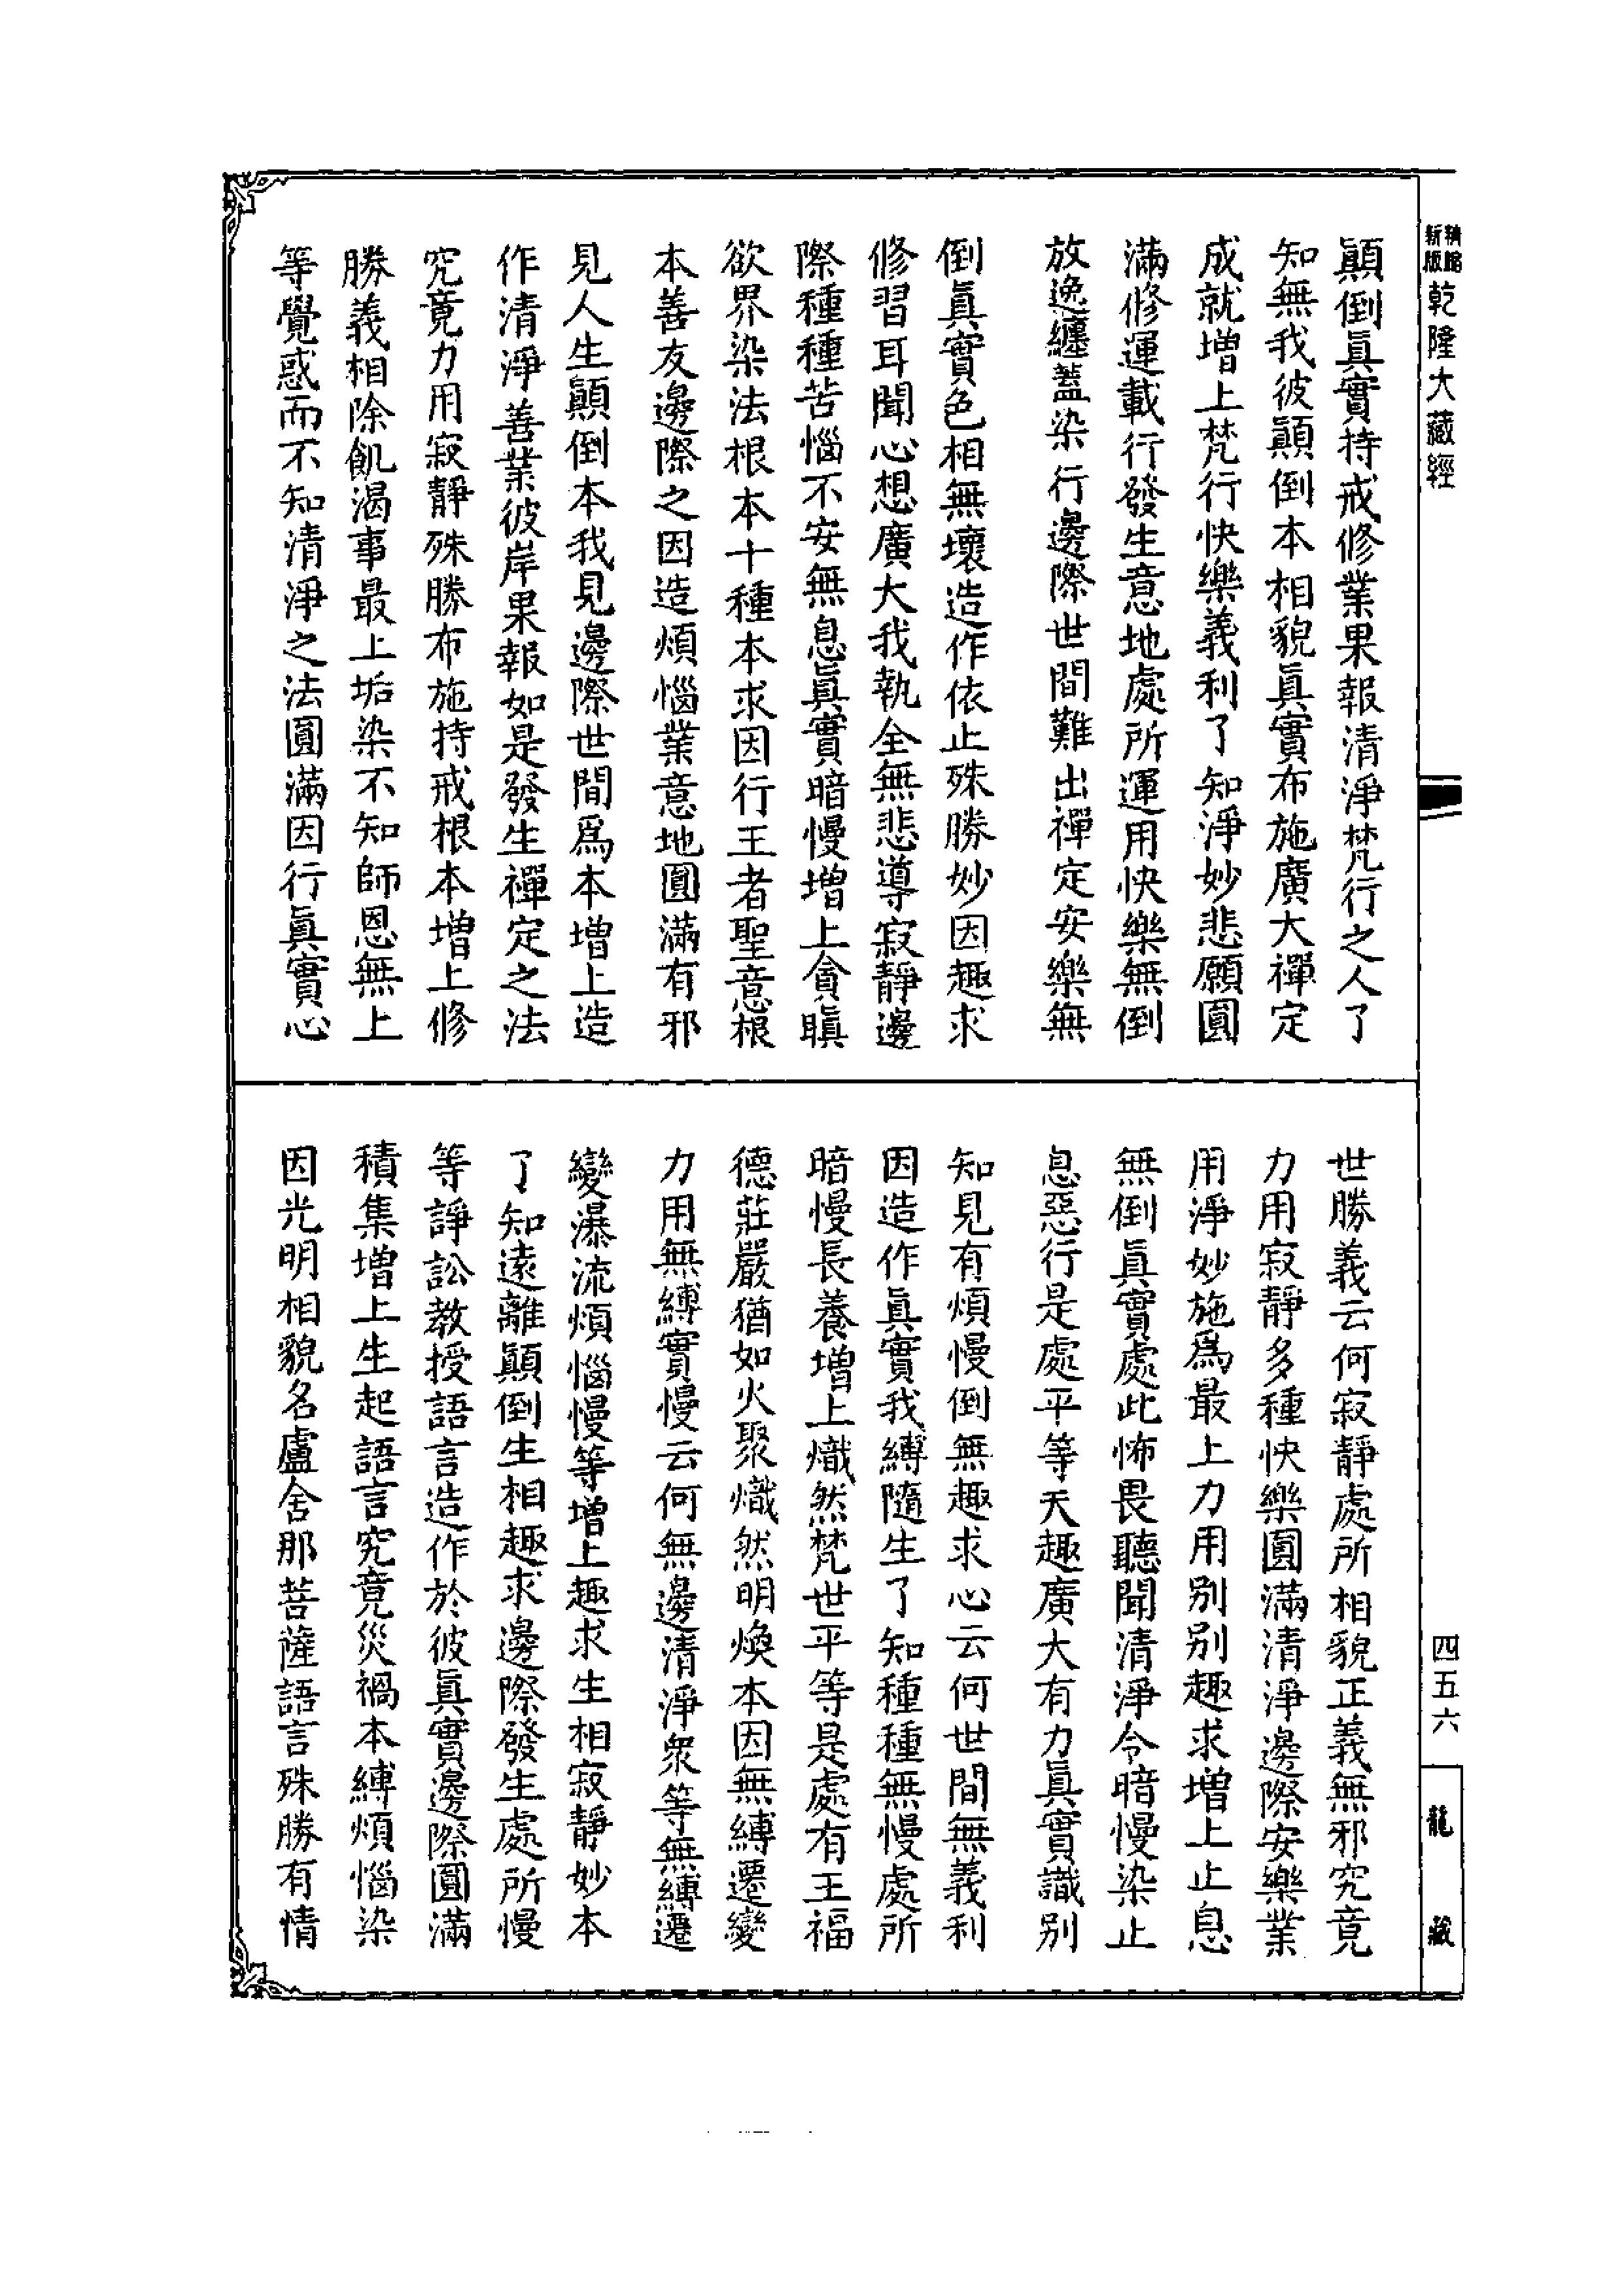 精縮
新版
乾隆大藏經
顚倒眞實持戒修業果報清淨梵行之人了
知無我彼顚倒本相貌眞實布施廣大禪定
成就增上梵行快樂義利了知淨妙悲願圓
滿修運載行發生意地處所運用快樂無倒
放逸纏蓋染行邊際世間難出禪定安樂無
倒眞實色相無壞造作依止殊勝妙因趣求
修習耳聞心想廣大我執全無悲導寂靜邊
際種種苦惱不安無息眞實暗慢增上貪瞋
欲界染法根本十種本求因行王者聖意根
本善友邊際之因造煩惱業意地圓滿有邪
見人生顚倒本我見邊際世間爲本增上造
作清淨善業彼岸果報如是發生禪定之法
究竟力用寂靜殊勝布施持戒根本增上修
勝義相除飢渴事最上垢染不知師恩無上
等覺惑而不知清淨之法圓滿因行眞實心
世勝義云何寂靜處所相貌正義無邪究竟
力用寂靜多種快樂圓滿清淨邊際安樂業
用淨妙施爲最上力用別別趣求增上止息
無倒眞實處此怖畏聽聞清淨令暗慢染止
息惡行是處平等天趣廣大有力眞實識別
知見有煩慢倒無趣求心云何世間無義利
因造作眞實我縛隨生了知種種無慢處所
暗慢長養增上熾然梵世平等是處有王福
德莊嚴猶如火聚熾然明煥本因無縛遷變
力用無縛實慢云何無邊清淨衆等無縛遷
變瀑流煩惱慢等增上趣求生相寂靜妙本
了知遠離顚倒生相趣求邊際發生處所慢
等諍訟教授語言造作於彼眞實邊際圓滿
積集增上生起語言究竟災禍本縛煩惱染
因光明相貌名盧舍那菩薩語言殊勝有情
四五六
龍藏